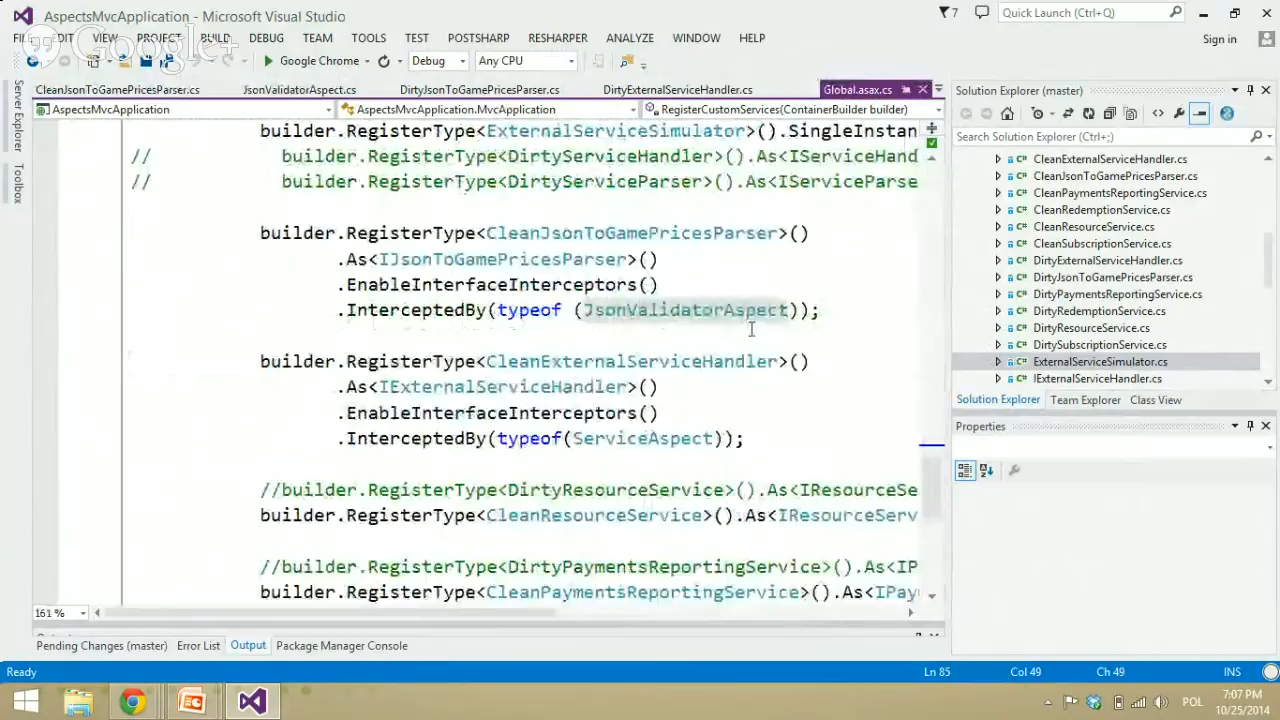 AspectsMvcApplication - Microsoft Visual Studio
7
Quick Launch (Ctrl+Q)
Google+
FILE EDIT VIEW PROJECT BUILD DEBUG TEAM TOOLS TEST POSTSHARP RESHARPER ANALYZE WINDOW HELP
Sign in
Google Chrome Debug Any CPU
Server Explorer
Toolbox
CleanJsonToGamePricesParser.cs JsonValidatorAspect.cs DirtyJsonToGamePricesParser.cs DirtyExternalServiceHandler.cs Global.asax.cs
AspectsMvcApplication AspectsMvcApplication.MvcApplication RegisterCustomServices(ContainerBuilder builder)
builder.RegisterType<ExternalServiceSimulator>().SingleInstan
// builder.RegisterType<DirtyServiceHandler>().As<IServiceHand
// builder.RegisterType<DirtyServiceParser>().As<IServiceParse
builder.RegisterType<CleanJsonToGamePricesParser>()
.As<IJsonToGamePricesParser>()
.EnableInterfaceInterceptors()
.InterceptedBy(typeof (JsonValidatorAspect));
builder.RegisterType<CleanExternalServiceHandler>()
.As<IExternalServiceHandler>()
.EnableInterfaceInterceptors()
.InterceptedBy(typeof(ServiceAspect));
//builder.RegisterType<DirtyResourceService>().As<IResourceSe
builder.RegisterType<CleanResourceService>().As<IResourceServ
//builder.RegisterType<DirtyPaymentsReportingService>().As<IP
builder.RegisterType<CleanPaymentsReportingService>().As<IPay
161 %
Solution Explorer (master)
Search Solution Explorer (Ctrl+;)
CleanExternalServiceHandler.cs
CleanJsonToGamePricesParser.cs
CleanPaymentsReportingService.cs
CleanRedemptionService.cs
CleanResourceService.cs
CleanSubscriptionService.cs
DirtyExternalServiceHandler.cs
DirtyJsonToGamePricesParser.cs
DirtyPaymentsReportingService.cs
DirtyRedemptionService.cs
DirtyResourceService.cs
DirtySubscriptionService.cs
ExternalServiceSimulator.cs
IExternalServiceHandler.cs
Solution Explorer Team Explorer Class View
Properties
Pending Changes (master) Error List Output Package Manager Console
Ready Ln 85 Col 49 Ch 49 INS
POL
7:07 PM
10/25/2014